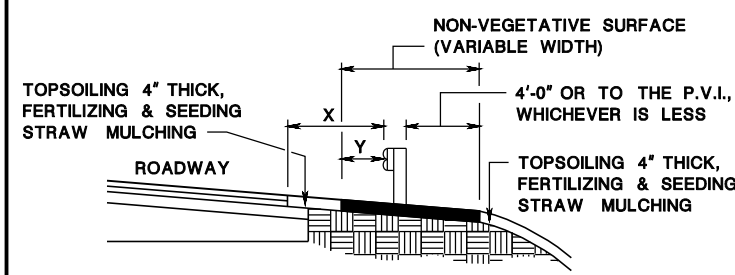 NON-VEGETATIVE SURFACE
(VARIABLE WIDTH)
TOPSOILING 4" THICK,
FERTILIZING & SEEDING
STRAW MULCHING
4'-0" OR TO THE P.V.I.,
WHICHEVER IS LESS
X
Y
ROADWAY
TOPSOILING 4" THICK,
FERTILIZING & SEEDING
STRAW MULCHING